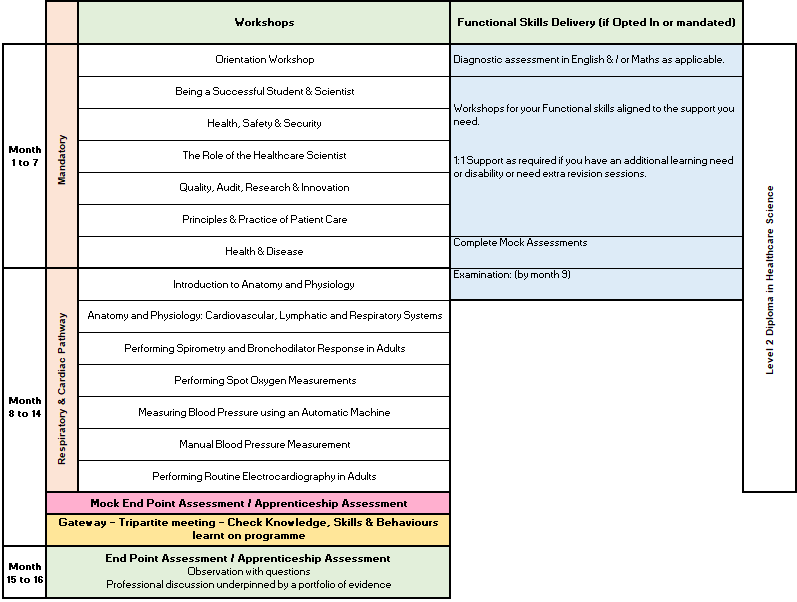 Workshops
Functional Skills Delivery (if Opted In or mandated)
Month
1 to 7
Mandatory
Orientation Workshop
Being a Successful Student & Scientist
Health, Safety & Security
The Role of the Healthcare Scientist
Quality, Audit, Research & Innovation
Principles & Practice of Patient Care
Health & Disease
Diagnostic assessment in English & / or Maths as applicable.
Workshops for your Functional skills aligned to the support you
need.
1:1 Support as required if you have an additional learning need
or disability or need extra revision sessions.
Complete Mock Assessments
Examination: (by month 9)
Level 2 Diploma in Healthcare Science
Month
8 to 14
Respiratory & Cardiac Pathway
Introduction to Anatomy and Physiology
Anatomy and Physiology: Cardiovascular, Lymphatic and Respiratory Systems
Performing Spirometry and Bronchodilator Response in Adults
Performing Spot Oxygen Measurements
Measuring Blood Pressure using an Automatic Machine
Manual Blood Pressure Measurement
Performing Routine Electrocardiography in Adults
Mock End Point Assessment / Apprenticeship Assessment
Gateway – Tripartite meeting – Check Knowledge, Skills & Behaviours
learnt on programme
Month
15 to 16
End Point Assessment / Apprenticeship Assessment
Observation with questions
Professional discussion underpinned by a portfolio of evidence